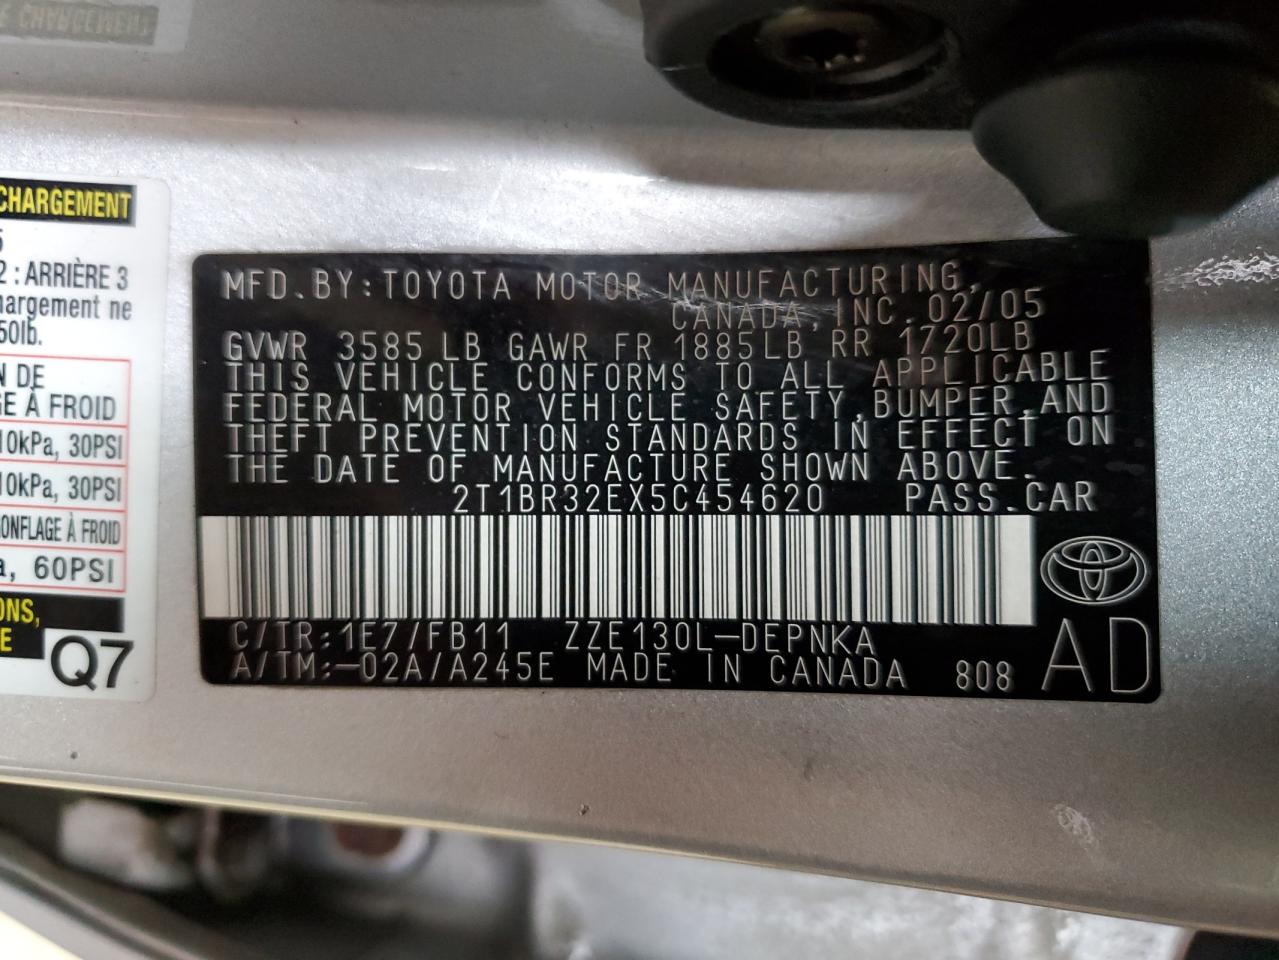 E CHARGEMENT
CHARGEMENT
5
2 : ARRIÈRE 3
hargement ne
50lb.
N DE
GE À FROID
10kPa, 30PSI
10kPa, 30PSI
ONFLAGE À FROID
a, 60PSI
ONS,
E
Q7
MFD.BY:TOYOTA MOTOR MANUFACTURING,
CANADA,INC.02/05
GVWR 3585 LB GAWR FR 1885LB RR 1720LB
THIS VEHICLE CONFORMS TO ALL APPLICABLE
FEDERAL MOTOR VEHICLE SAFETY,BUMPER,AND
THEFT PREVENTION STANDARDS IN EFFECT ON
THE DATE OF MANUFACTURE SHOWN ABOVE.
2T1BR32EX5C454620 PASS.CAR
C/TR:1E7/FB11 ZZE130L-DEPNKA
A/TM:-02A/A245E MADE IN CANADA 808 AD